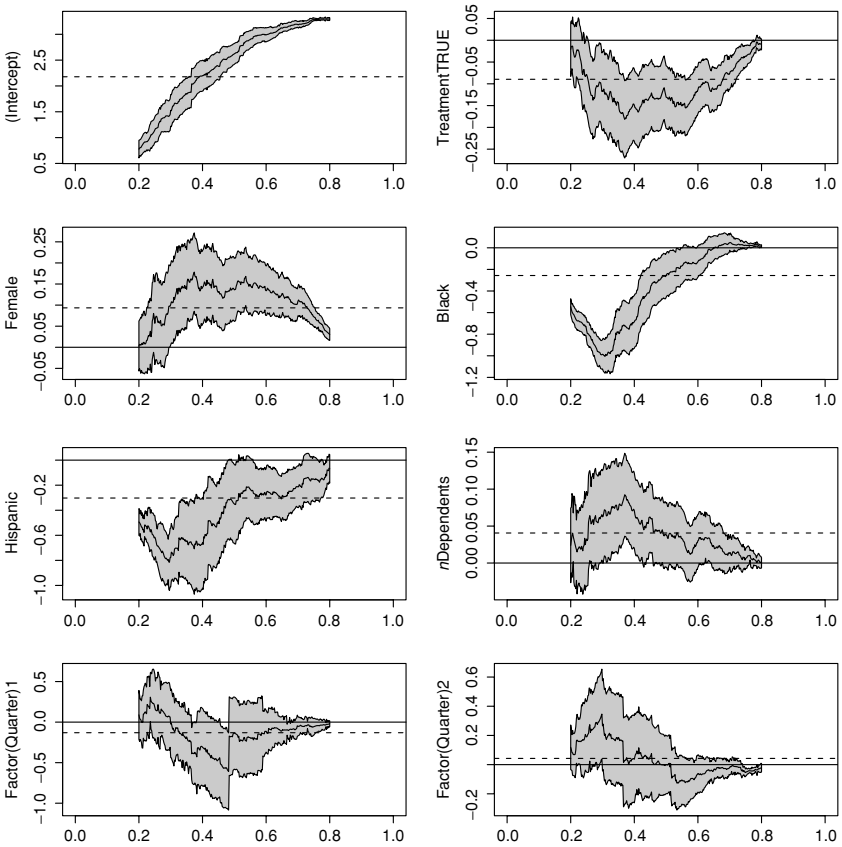 (Intercept)
0.5 1.5 2.5
0.0 0.2 0.4 0.6 0.8 1.0
TreatmentTRUE
−0.25 −0.15 −0.05 0.05
0.0 0.2 0.4 0.6 0.8 1.0
Female
−0.05 0.05 0.15 0.25
0.0 0.2 0.4 0.6 0.8 1.0
Black
−1.2 −0.8 −0.4 0.0
0.0 0.2 0.4 0.6 0.8 1.0
Hispanic
−1.0 −0.6 −0.2
0.0 0.2 0.4 0.6 0.8 1.0
nDependents
0.00 0.05 0.15
0.0 0.2 0.4 0.6 0.8 1.0
Factor(Quarter)1
−1.0 −0.5 0.0 0.5
0.0 0.2 0.4 0.6 0.8 1.0
Factor(Quarter)2
−0.2 0.2 0.4 0.6
0.0 0.2 0.4 0.6 0.8 1.0